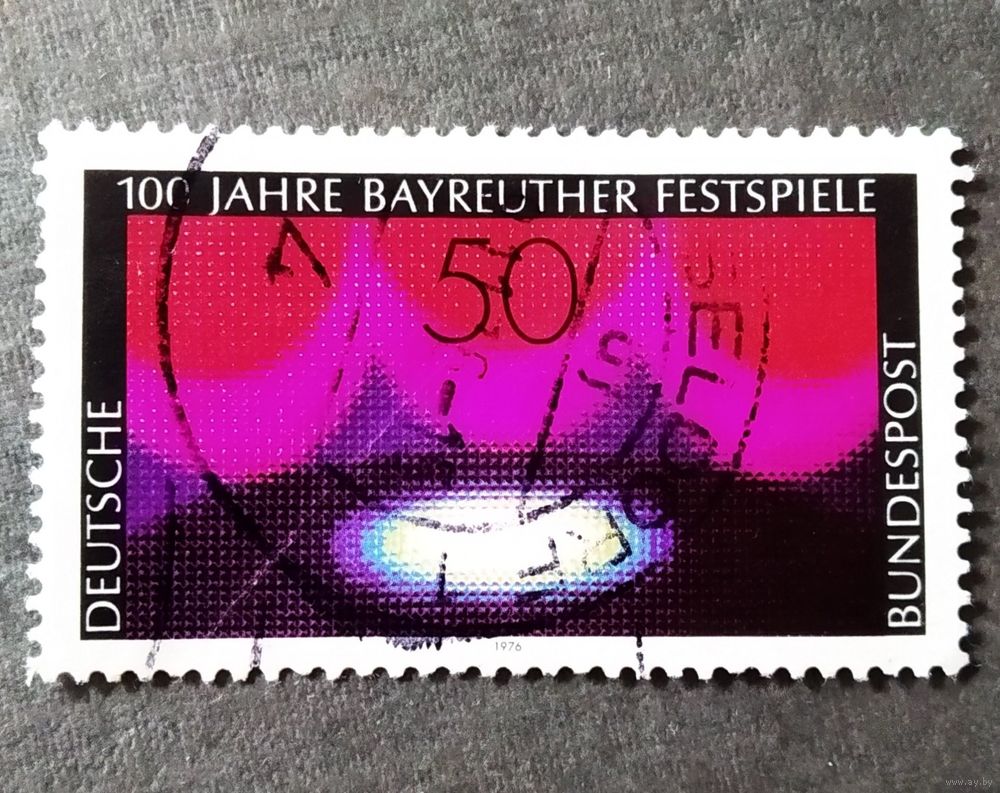 100 JAHRE BAYREUTHER FESTSPIELE
50
DEUTSCHE
BUNDESPOST
1976
www.ay.by